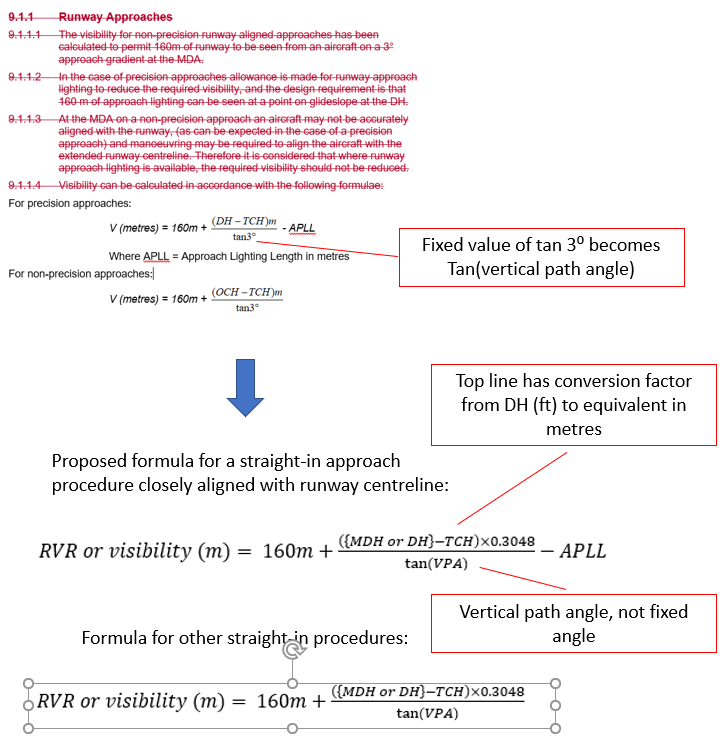 9.1.1 Runway Approaches
9.1.1.1 The visibility for non-precision runway aligned approaches has been
calculated to permit 160m of runway to be seen from an aircraft on a 3°
approach gradient at the MDA.
9.1.1.2 In the case of precision approaches allowance is made for runway approach
lighting to reduce the required visibility, and the design requirement is that
160 m of approach lighting can be seen at a point on glideslope at the DH.
9.1.1.3 At the MDA on a non-precision approach an aircraft may not be accurately
aligned with the runway, (as can be expected in the case of a precision
approach) and manoeuvring may be required to align the aircraft with the
extended runway centreline. Therefore it is considered that where runway
approach lighting is available, the required visibility should not be reduced.
9.1.1.4 Visibility can be calculated in accordance with the following formulae:
For precision approaches:
V (metres) = 160m + (DH – TCH)m / tan3° - APLL
Where APLL = Approach Lighting Length in metres
For non-precision approaches:
V (metres) = 160m + (OCH – TCH)m / tan3°
Fixed value of tan 3⁰ becomes
Tan(vertical path angle)
Top line has conversion factor
from DH (ft) to equivalent in
metres
Proposed formula for a straight-in approach
procedure closely aligned with runway centreline:
RVR or visibility (m) = 160m + ({MDH or DH}−TCH)×0.3048 / tan(VPA) − APLL
Vertical path angle, not fixed
angle
Formula for other straight-in procedures:
RVR or visibility (m) = 160m + ({MDH or DH}−TCH)×0.3048 / tan(VPA)